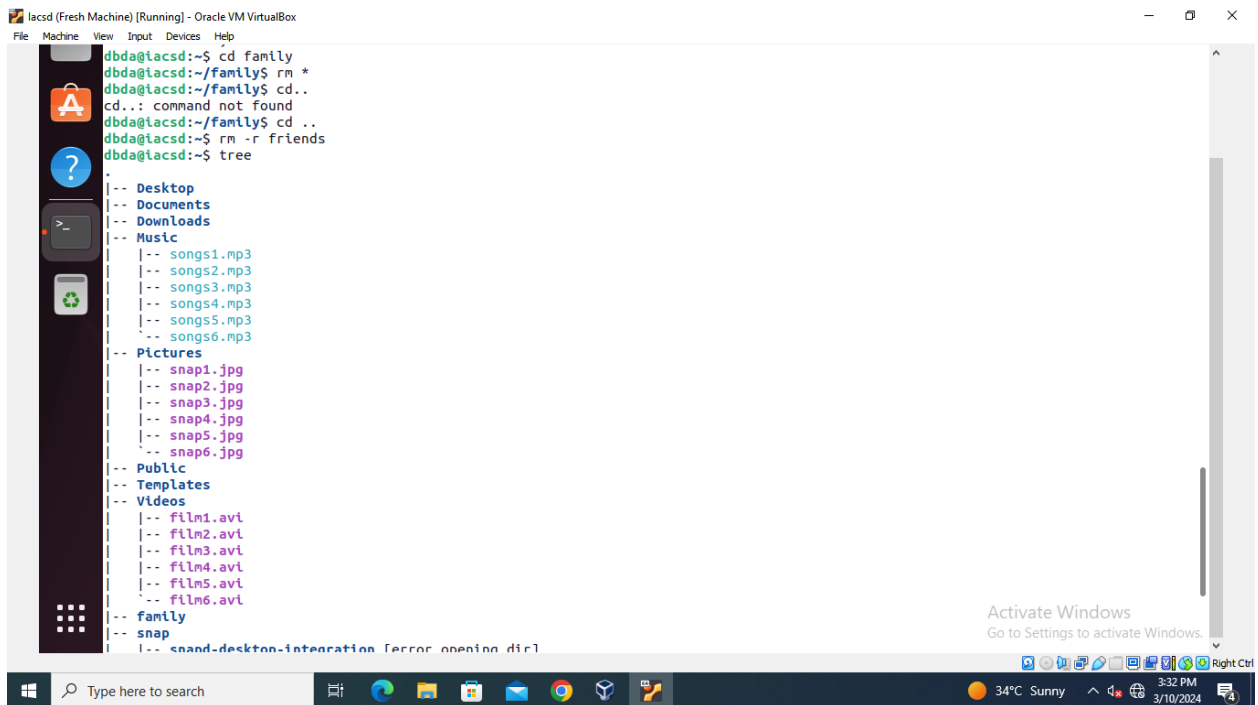 Iacsd (Fresh Machine) [Running] - Oracle VM VirtualBox
File Machine View Input Devices Help
dbda@iacsd:~$ cd family
dbda@iacsd:~/family$ rm *
dbda@iacsd:~/family$ cd..
cd..: command not found
dbda@iacsd:~/family$ cd ..
dbda@iacsd:~$ rm -r friends
dbda@iacsd:~$ tree
.
|-- Desktop
|-- Documents
|-- Downloads
|-- Music
|   |-- songs1.mp3
|   |-- songs2.mp3
|   |-- songs3.mp3
|   |-- songs4.mp3
|   |-- songs5.mp3
|   `-- songs6.mp3
|-- Pictures
|   |-- snap1.jpg
|   |-- snap2.jpg
|   |-- snap3.jpg
|   |-- snap4.jpg
|   |-- snap5.jpg
|   `-- snap6.jpg
|-- Public
|-- Templates
|-- Videos
|   |-- film1.avi
|   |-- film2.avi
|   |-- film3.avi
|   |-- film4.avi
|   |-- film5.avi
|   `-- film6.avi
|-- family
|-- snap
|   |-- snapd-desktop-integration [error opening dir]
Activate Windows
Go to Settings to activate Windows.
Right Ctrl
Type here to search
34°C Sunny
3:32 PM
3/10/2024
4